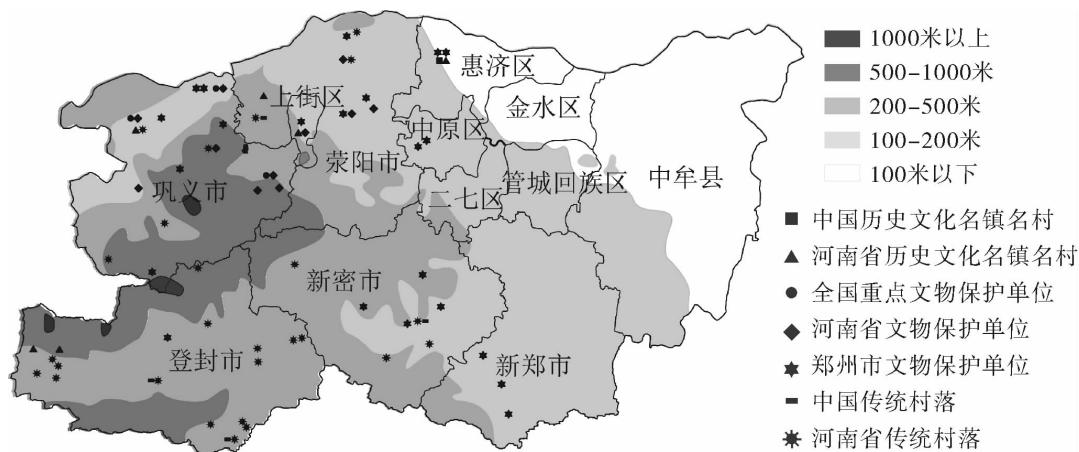 惠济区
上街区
金水区
中原区
荥阳市
管城回族区
中牟县
巩义市
二七区
新密市
登封市
新郑市
1000米以上
500-1000米
200-500米
100-200米
100米以下
中国历史文化名镇名村
河南省历史文化名镇名村
全国重点文物保护单位
河南省文物保护单位
郑州市文物保护单位
中国传统村落
河南省传统村落